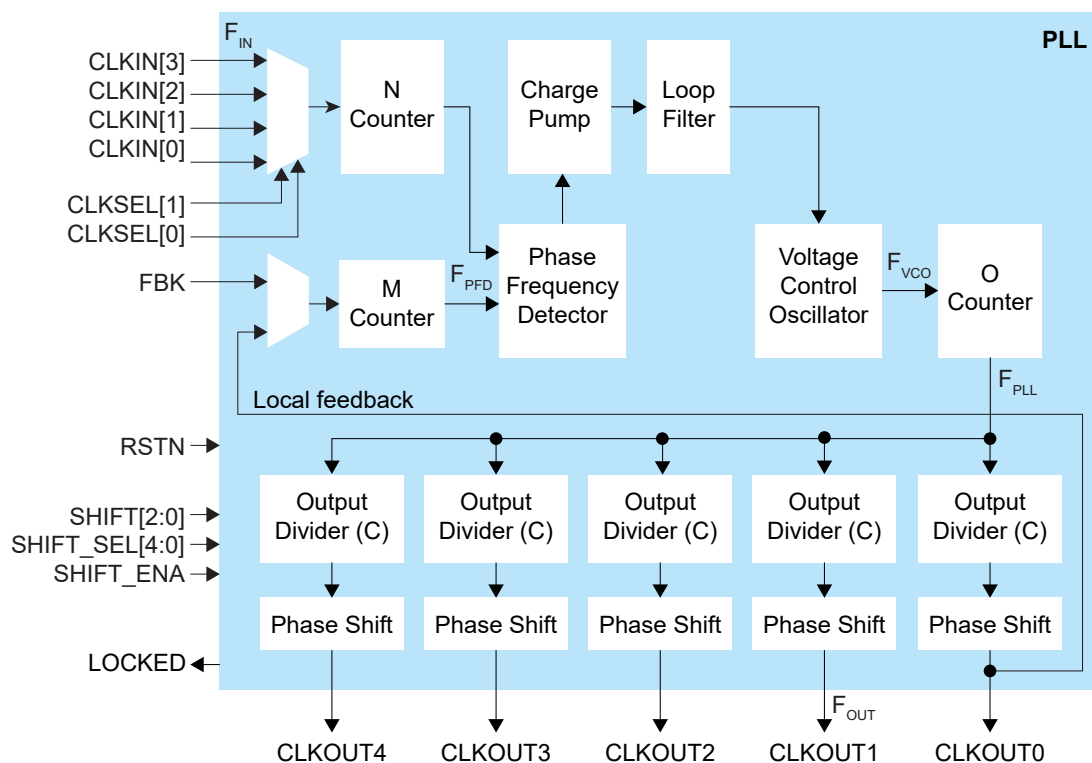 PLL
F_IN
CLKIN[3]
CLKIN[2]
CLKIN[1]
CLKIN[0]
CLKSEL[1]
CLKSEL[0]
N
Counter
Charge
Pump
Loop
Filter
FBK
M
Counter
F_PFD
Phase
Frequency
Detector
Voltage
Control
Oscillator
F_VCO
O
Counter
F_PLL
Local feedback
RSTN
SHIFT[2:0]
SHIFT_SEL[4:0]
SHIFT_ENA
LOCKED
Output
Divider (C)
Output
Divider (C)
Output
Divider (C)
Output
Divider (C)
Output
Divider (C)
Phase Shift
Phase Shift
Phase Shift
Phase Shift
Phase Shift
F_OUT
CLKOUT4
CLKOUT3
CLKOUT2
CLKOUT1
CLKOUT0